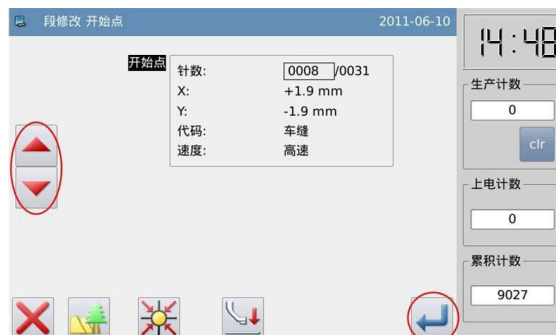 段修改 开始点
2011-06-10
14:48
开始点
针数: 0008 /0031
X: +1.9 mm
Y: -1.9 mm
代码: 车缝
速度: 高速
生产计数
0
clr
上电计数
0
累积计数
9027